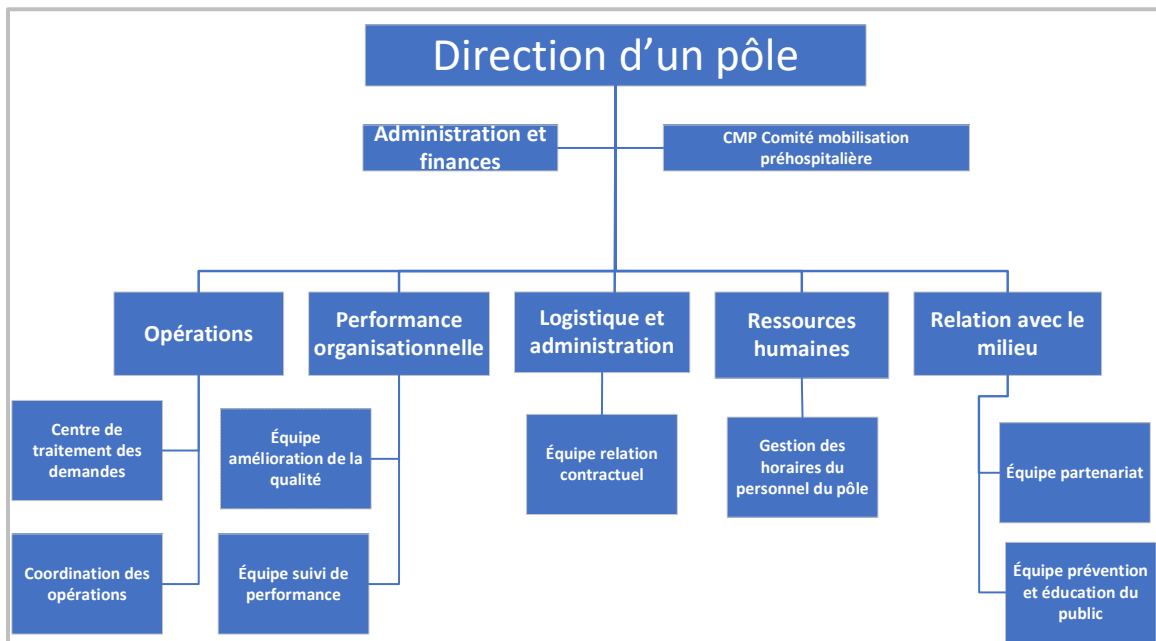 Direction d’un pôle
Administration et
finances
CMP Comité mobilisation
préhospitalière
Opérations
Performance
organisationnelle
Logistique et
administration
Ressources
humaines
Relation avec le
milieu
Centre de
traitement des
demandes
Équipe
amélioration de la
qualité
Équipe relation
contractuel
Gestion des
horaires du
personnel du pôle
Équipe partenariat
Coordination des
opérations
Équipe suivi de
performance
Équipe prévention
et éducation du
public